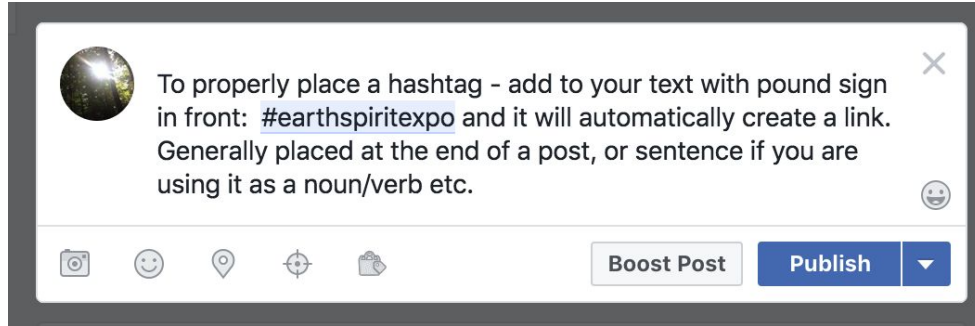 To properly place a hashtag - add to your text with pound sign
in front: #earthspiritexpo and it will automatically create a link.
Generally placed at the end of a post, or sentence if you are
using it as a noun/verb etc.
Boost Post
Publish